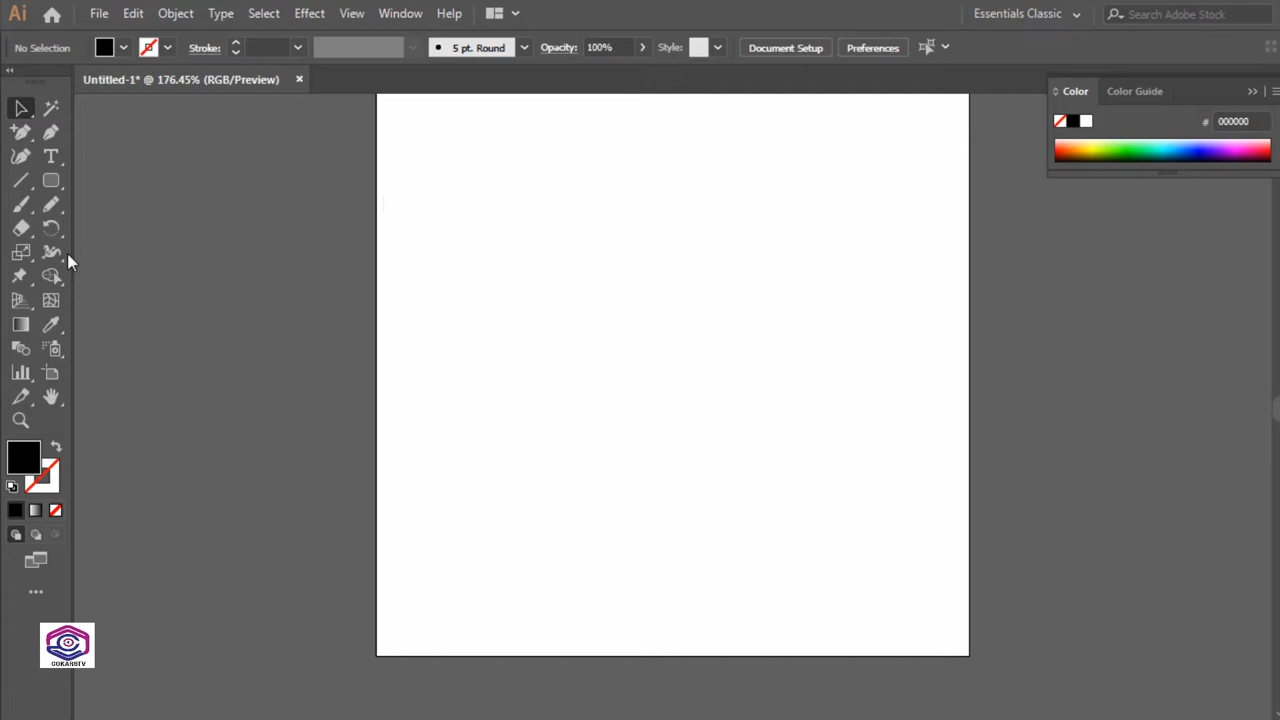 Ai File Edit Object Type Select Effect View Window Help Essentials Classic Search Adobe Stock
No Selection Stroke: 5 pt. Round Opacity: 100% Style: Document Setup Preferences
Untitled-1* @ 176.45% (RGB/Preview) ×
Color Color Guide
# 000000
T
GOKARSTV